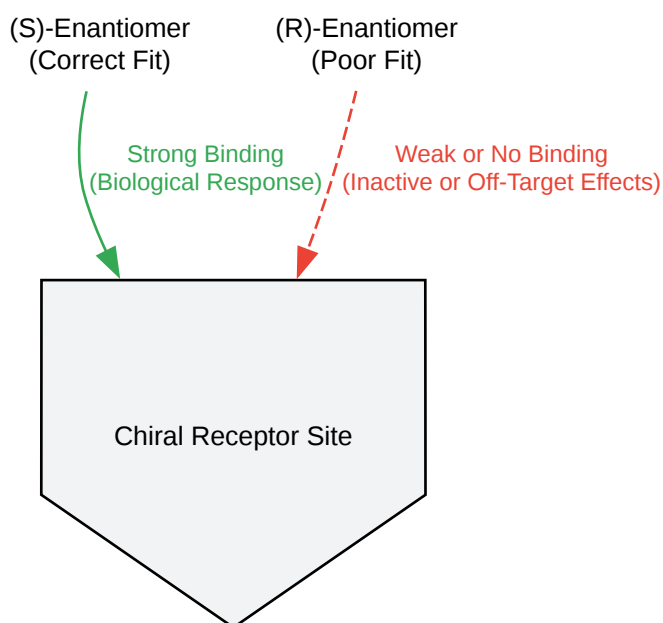 (S)-Enantiomer
(Correct Fit)
(R)-Enantiomer
(Poor Fit)
Strong Binding
(Biological Response)
Weak or No Binding
(Inactive or Off-Target Effects)
Chiral Receptor Site